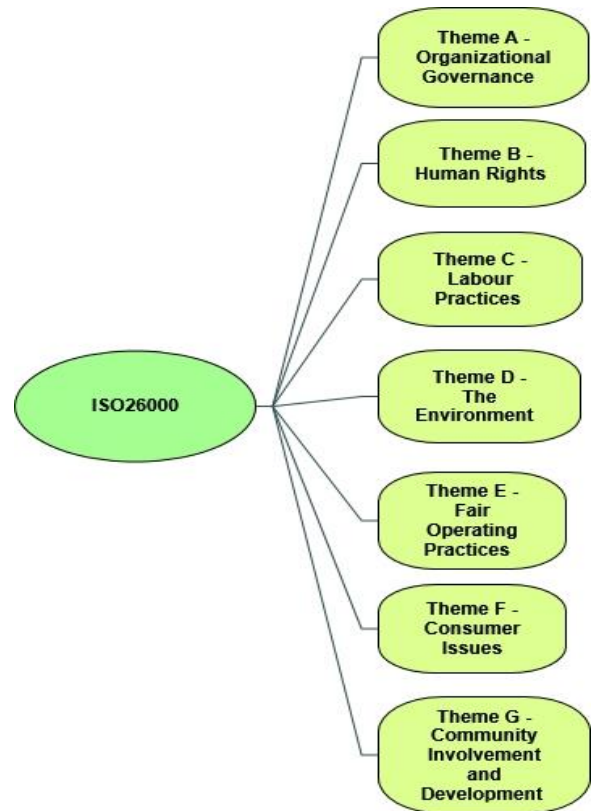 Theme A -
Organizational
Governance
Theme B -
Human Rights
Theme C -
Labour
Practices
ISO26000
Theme D -
The
Environment
Theme E -
Fair
Operating
Practices
Theme F -
Consumer
Issues
Theme G -
Community
Involvement
and
Development